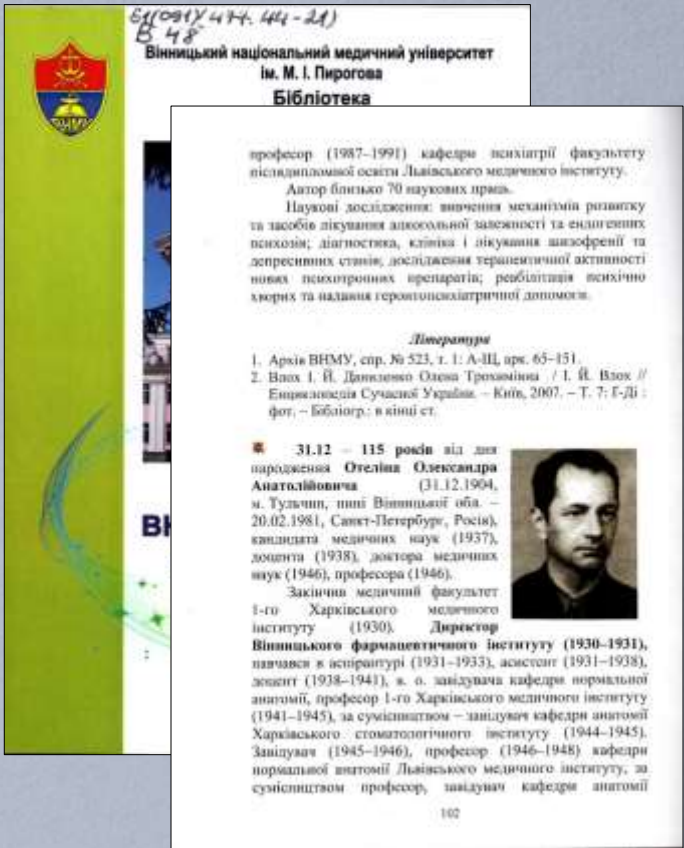 61(091)(477.44-21)
В 48
Вінницький національний медичний університет
ім. М. І. Пирогова
Бібліотека
ВНМУ
професор (1987–1991) кафедри психіатрії факультету
післядипломної освіти Львівського медичного інституту.
Автор близько 70 наукових праць.
Наукові дослідження: вивчення механізмів розвитку
та засобів лікування алкогольної залежності та ендогенних
психозів; діагностика, клініка і лікування шизофренії та
депресивних станів; дослідження терапевтичної активності
нових психотропних препаратів; реабілітація психічно
хворих та надання геронтопсихіатричної допомоги.
Література
1. Архів ВНМУ, спр. № 523, т. 1: А-Щ, арк. 65–151.
2. Влох І. Й. Даниленко Олена Трохимівна / І. Й. Влох //
Енциклопедія Сучасної України. – Київ, 2007. – Т. 7: Ґ-Ді :
фот. – Бібліогр.: в кінці ст.
31.12 – 115 років від дня
народження Отеліна Олександра
Анатолійовича (31.12.1904,
м. Тульчин, нині Вінницької обл. –
20.02.1981, Санкт-Петербург, Росія),
кандидата медичних наук (1937),
доцента (1938), доктора медичних
наук (1946), професора (1946).
Закінчив медичний факультет
1-го Харківського медичного
інституту (1930). Директор
Вінницького фармацевтичного інституту (1930–1931),
навчався в аспірантурі (1931–1933), асистент (1931–1938),
доцент (1938–1941), в. о. завідувача кафедри нормальної
анатомії, професор 1-го Харківського медичного інституту
(1941–1945), за сумісництвом – завідувач кафедри анатомії
Харківського стоматологічного інституту (1944–1945).
Завідувач (1945–1946), професор (1946–1948) кафедри
нормальної анатомії Львівського медичного інституту, за
сумісництвом професор, завідувач кафедри анатомії
102